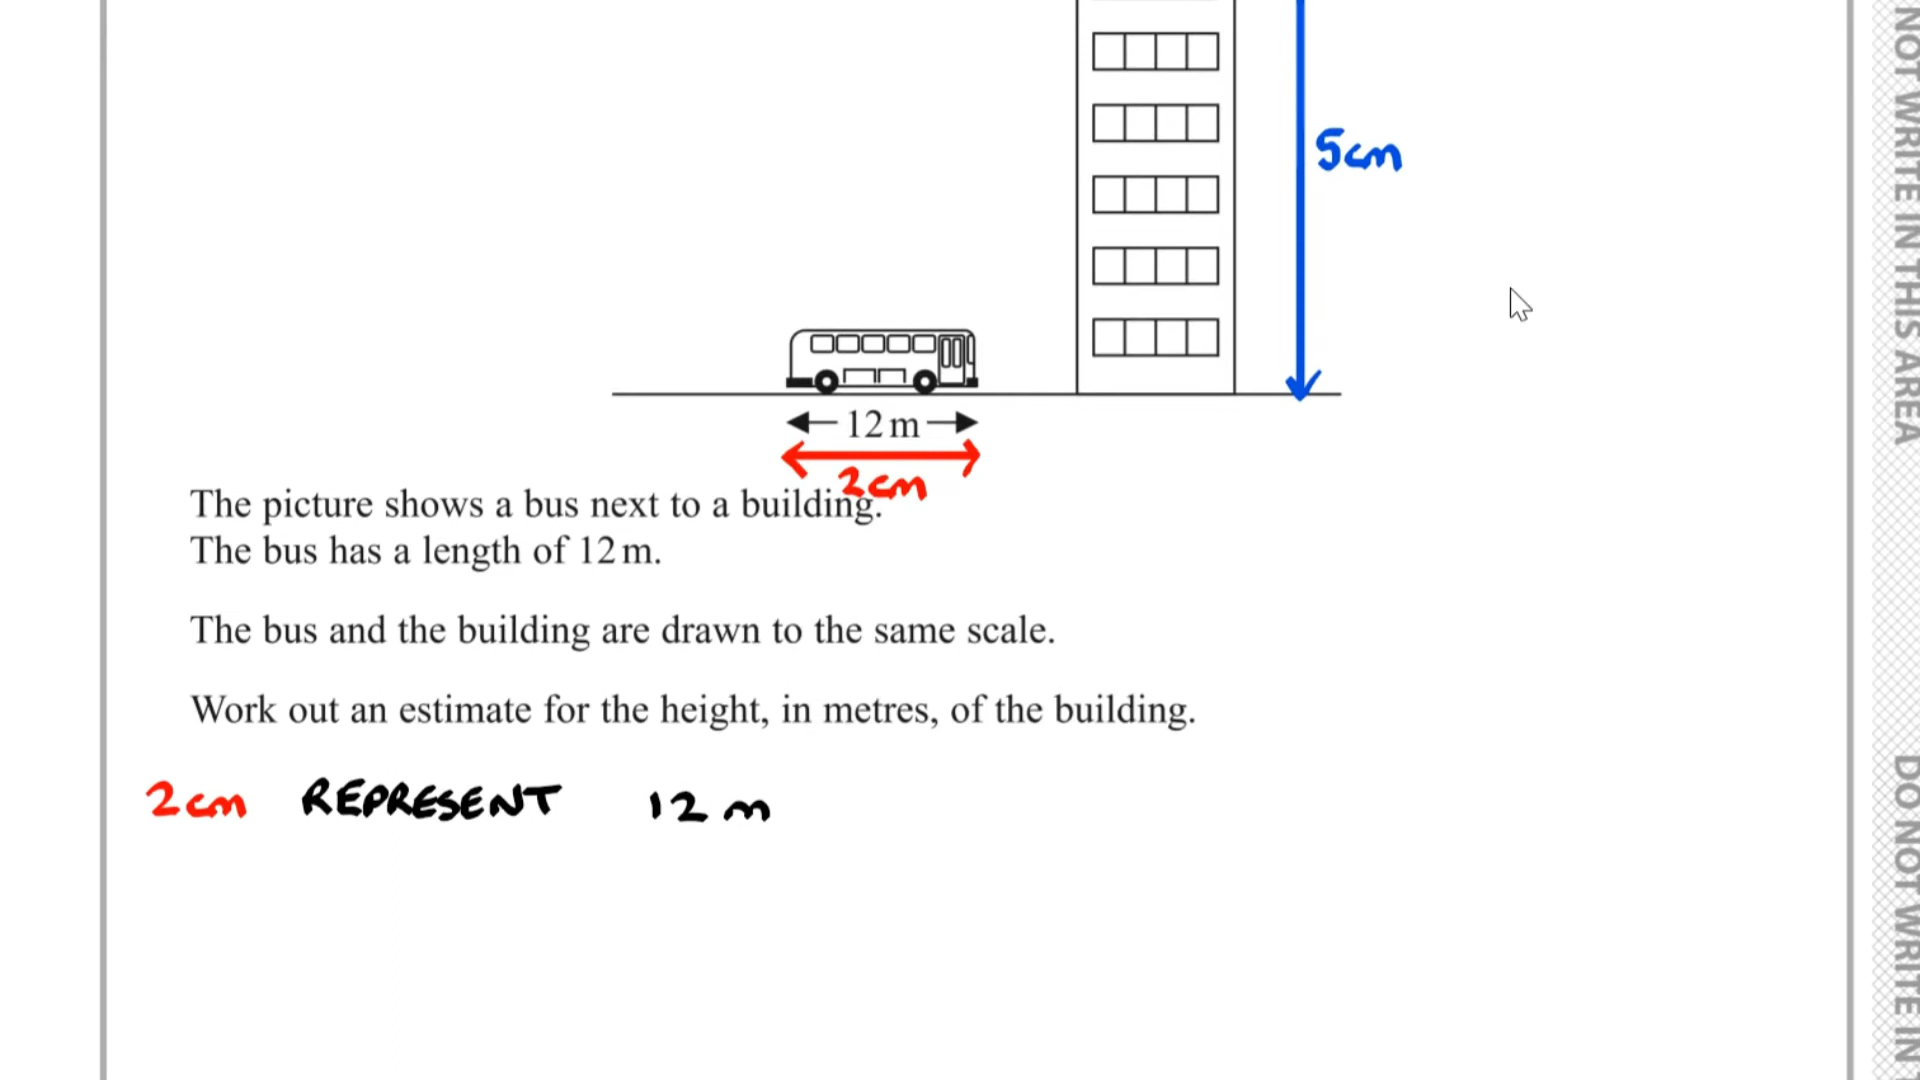 5cm
12 m
2cm
The picture shows a bus next to a building.
The bus has a length of 12 m.
The bus and the building are drawn to the same scale.
Work out an estimate for the height, in metres, of the building.
2cm REPRESENT 12 m
NOT WRITE IN THIS AREA
DO NOT WRITE IN